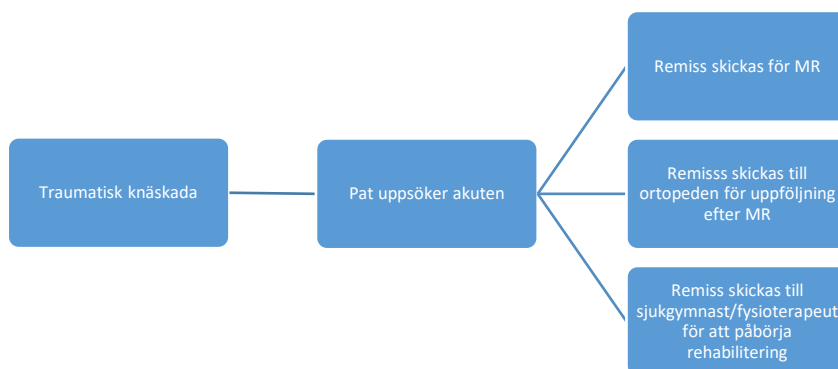 Traumatisk knäskada
Pat uppsöker akuten
Remiss skickas för MR
Remisss skickas till
ortopeden för uppföljning
efter MR
Remiss skickas till
sjukgymnast/fysioterapeut
för att påbörja
rehabilitering